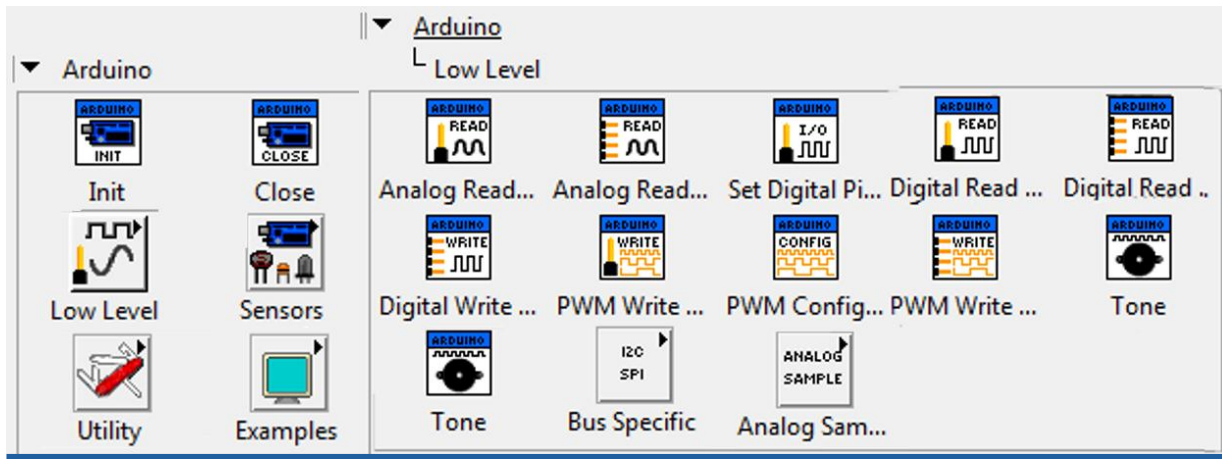 Arduino
ARDUINO
INIT
ARDUINO
CLOSE
Init
Close
Low Level
Sensors
Utility
Examples
Arduino
Low Level
ARDUINO
READ
ARDUINO
READ
ARDUINO
I/O
ARDUINO
READ
ARDUINO
READ
Analog Read...
Analog Read...
Set Digital Pi...
Digital Read ...
Digital Read ..
ARDUINO
WRITE
ARDUINO
WRITE
ARDUINO
CONFIG
ARDUINO
WRITE
ARDUINO
Digital Write ...
PWM Write ...
PWM Config...
PWM Write ...
Tone
ARDUINO
I2C
SPI
ANALOG
SAMPLE
Tone
Bus Specific
Analog Sam...